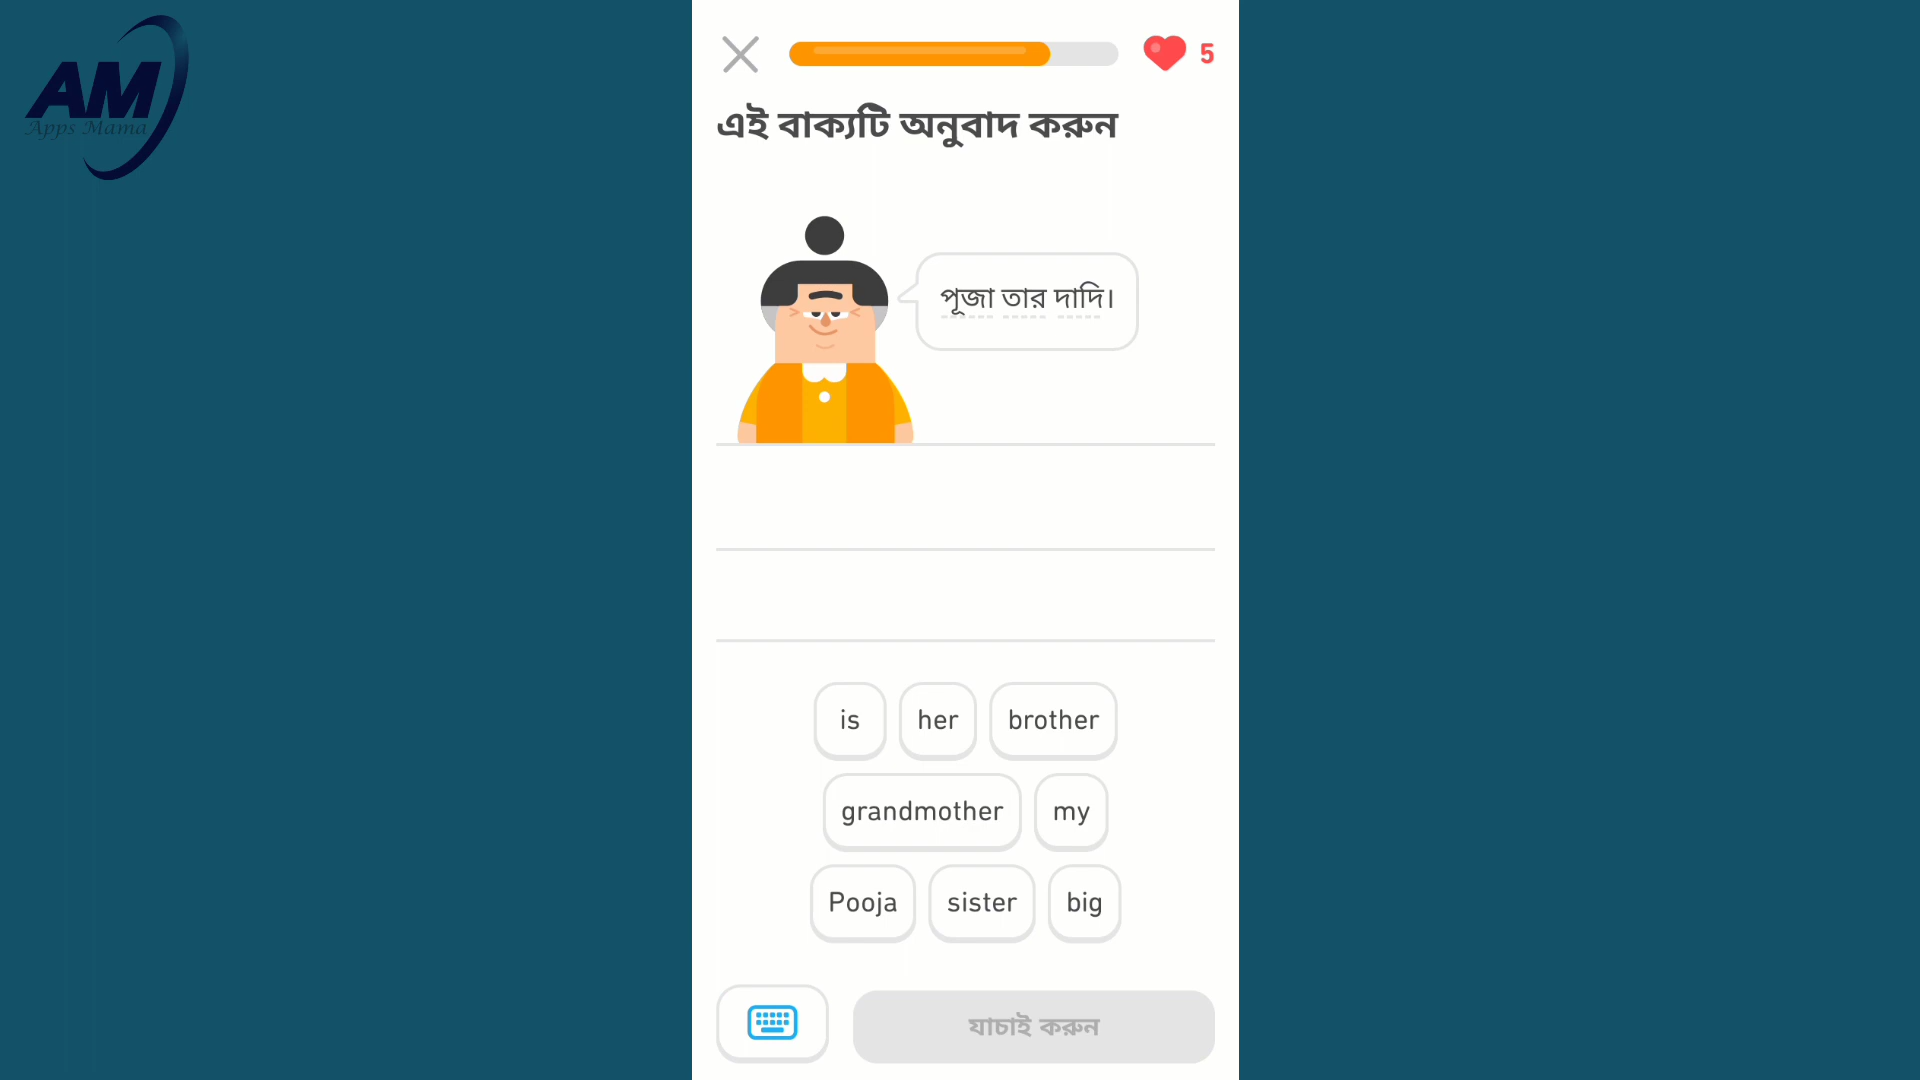 AM
Apps Mama
5
এই বাক্যটি অনুবাদ করুন
পূজা তার দাদি।
is her brother
grandmother my
Pooja sister big
যাচাই করুন